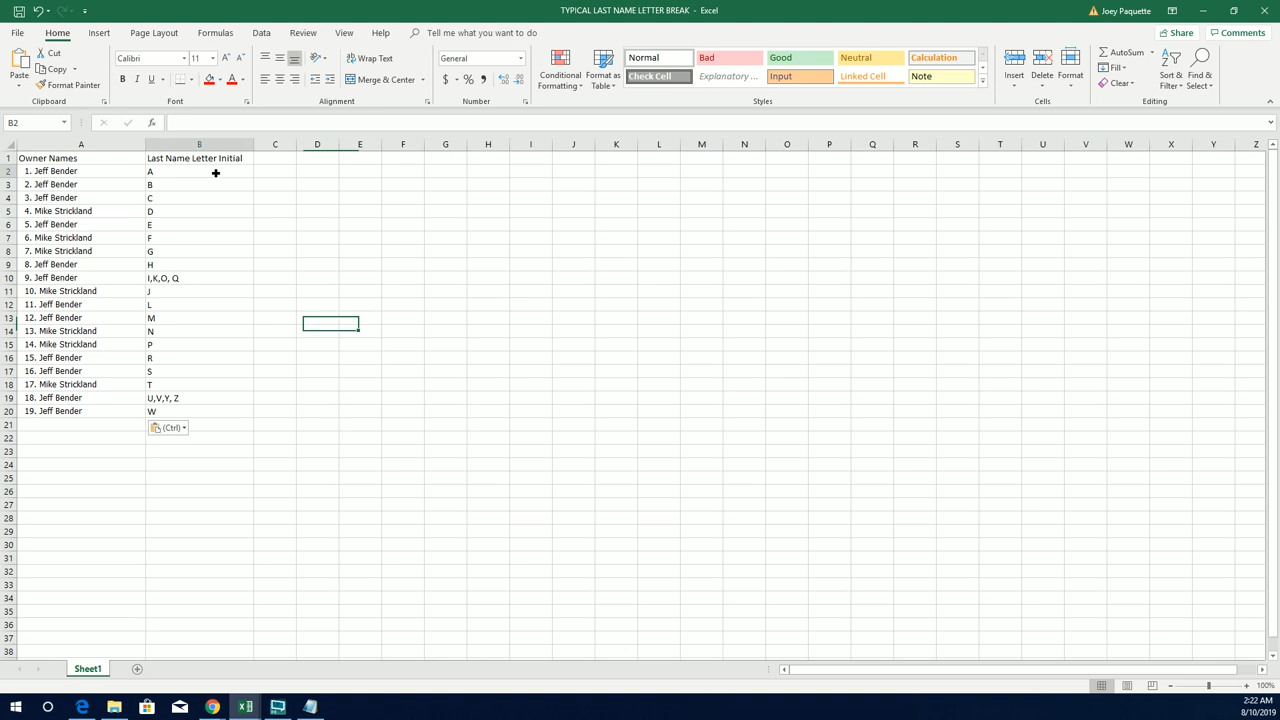 TYPICAL LAST NAME LETTER BREAK - Excel
Joey Paquette
File Home Insert Page Layout Formulas Data Review View Help Tell me what you want to do
Share Comments
Paste
Cut
Copy
Format Painter
Clipboard
Calibri 11
B I U
Font
Wrap Text
Merge & Center
Alignment
General
$ % ,
Number
Conditional Formatting
Format as Table
Normal Bad Good Neutral Calculation
Check Cell Explanatory ... Input Linked Cell Note
Styles
Insert Delete Format
Cells
AutoSum
Fill
Clear
Sort & Filter
Find & Select
Editing
B2 fx
A B C D E F G H I J K L M N O P Q R S T U V W X Y Z
1 Owner Names Last Name Letter Initial
2 1. Jeff Bender A
3 2. Jeff Bender B
4 3. Jeff Bender C
5 4. Mike Strickland D
6 5. Jeff Bender E
7 6. Mike Strickland F
8 7. Mike Strickland G
9 8. Jeff Bender H
10 9. Jeff Bender I,K,O, Q
11 10. Mike Strickland J
12 11. Jeff Bender L
13 12. Jeff Bender M
14 13. Mike Strickland N
15 14. Mike Strickland P
16 15. Jeff Bender R
17 16. Jeff Bender S
18 17. Mike Strickland T
19 18. Jeff Bender U,V,Y, Z
20 19. Jeff Bender W
21 (Ctrl)
22
23
24
25
26
27
28
29
30
31
32
33
34
35
36
37
38
Sheet1
100%
2:22 AM
8/10/2019